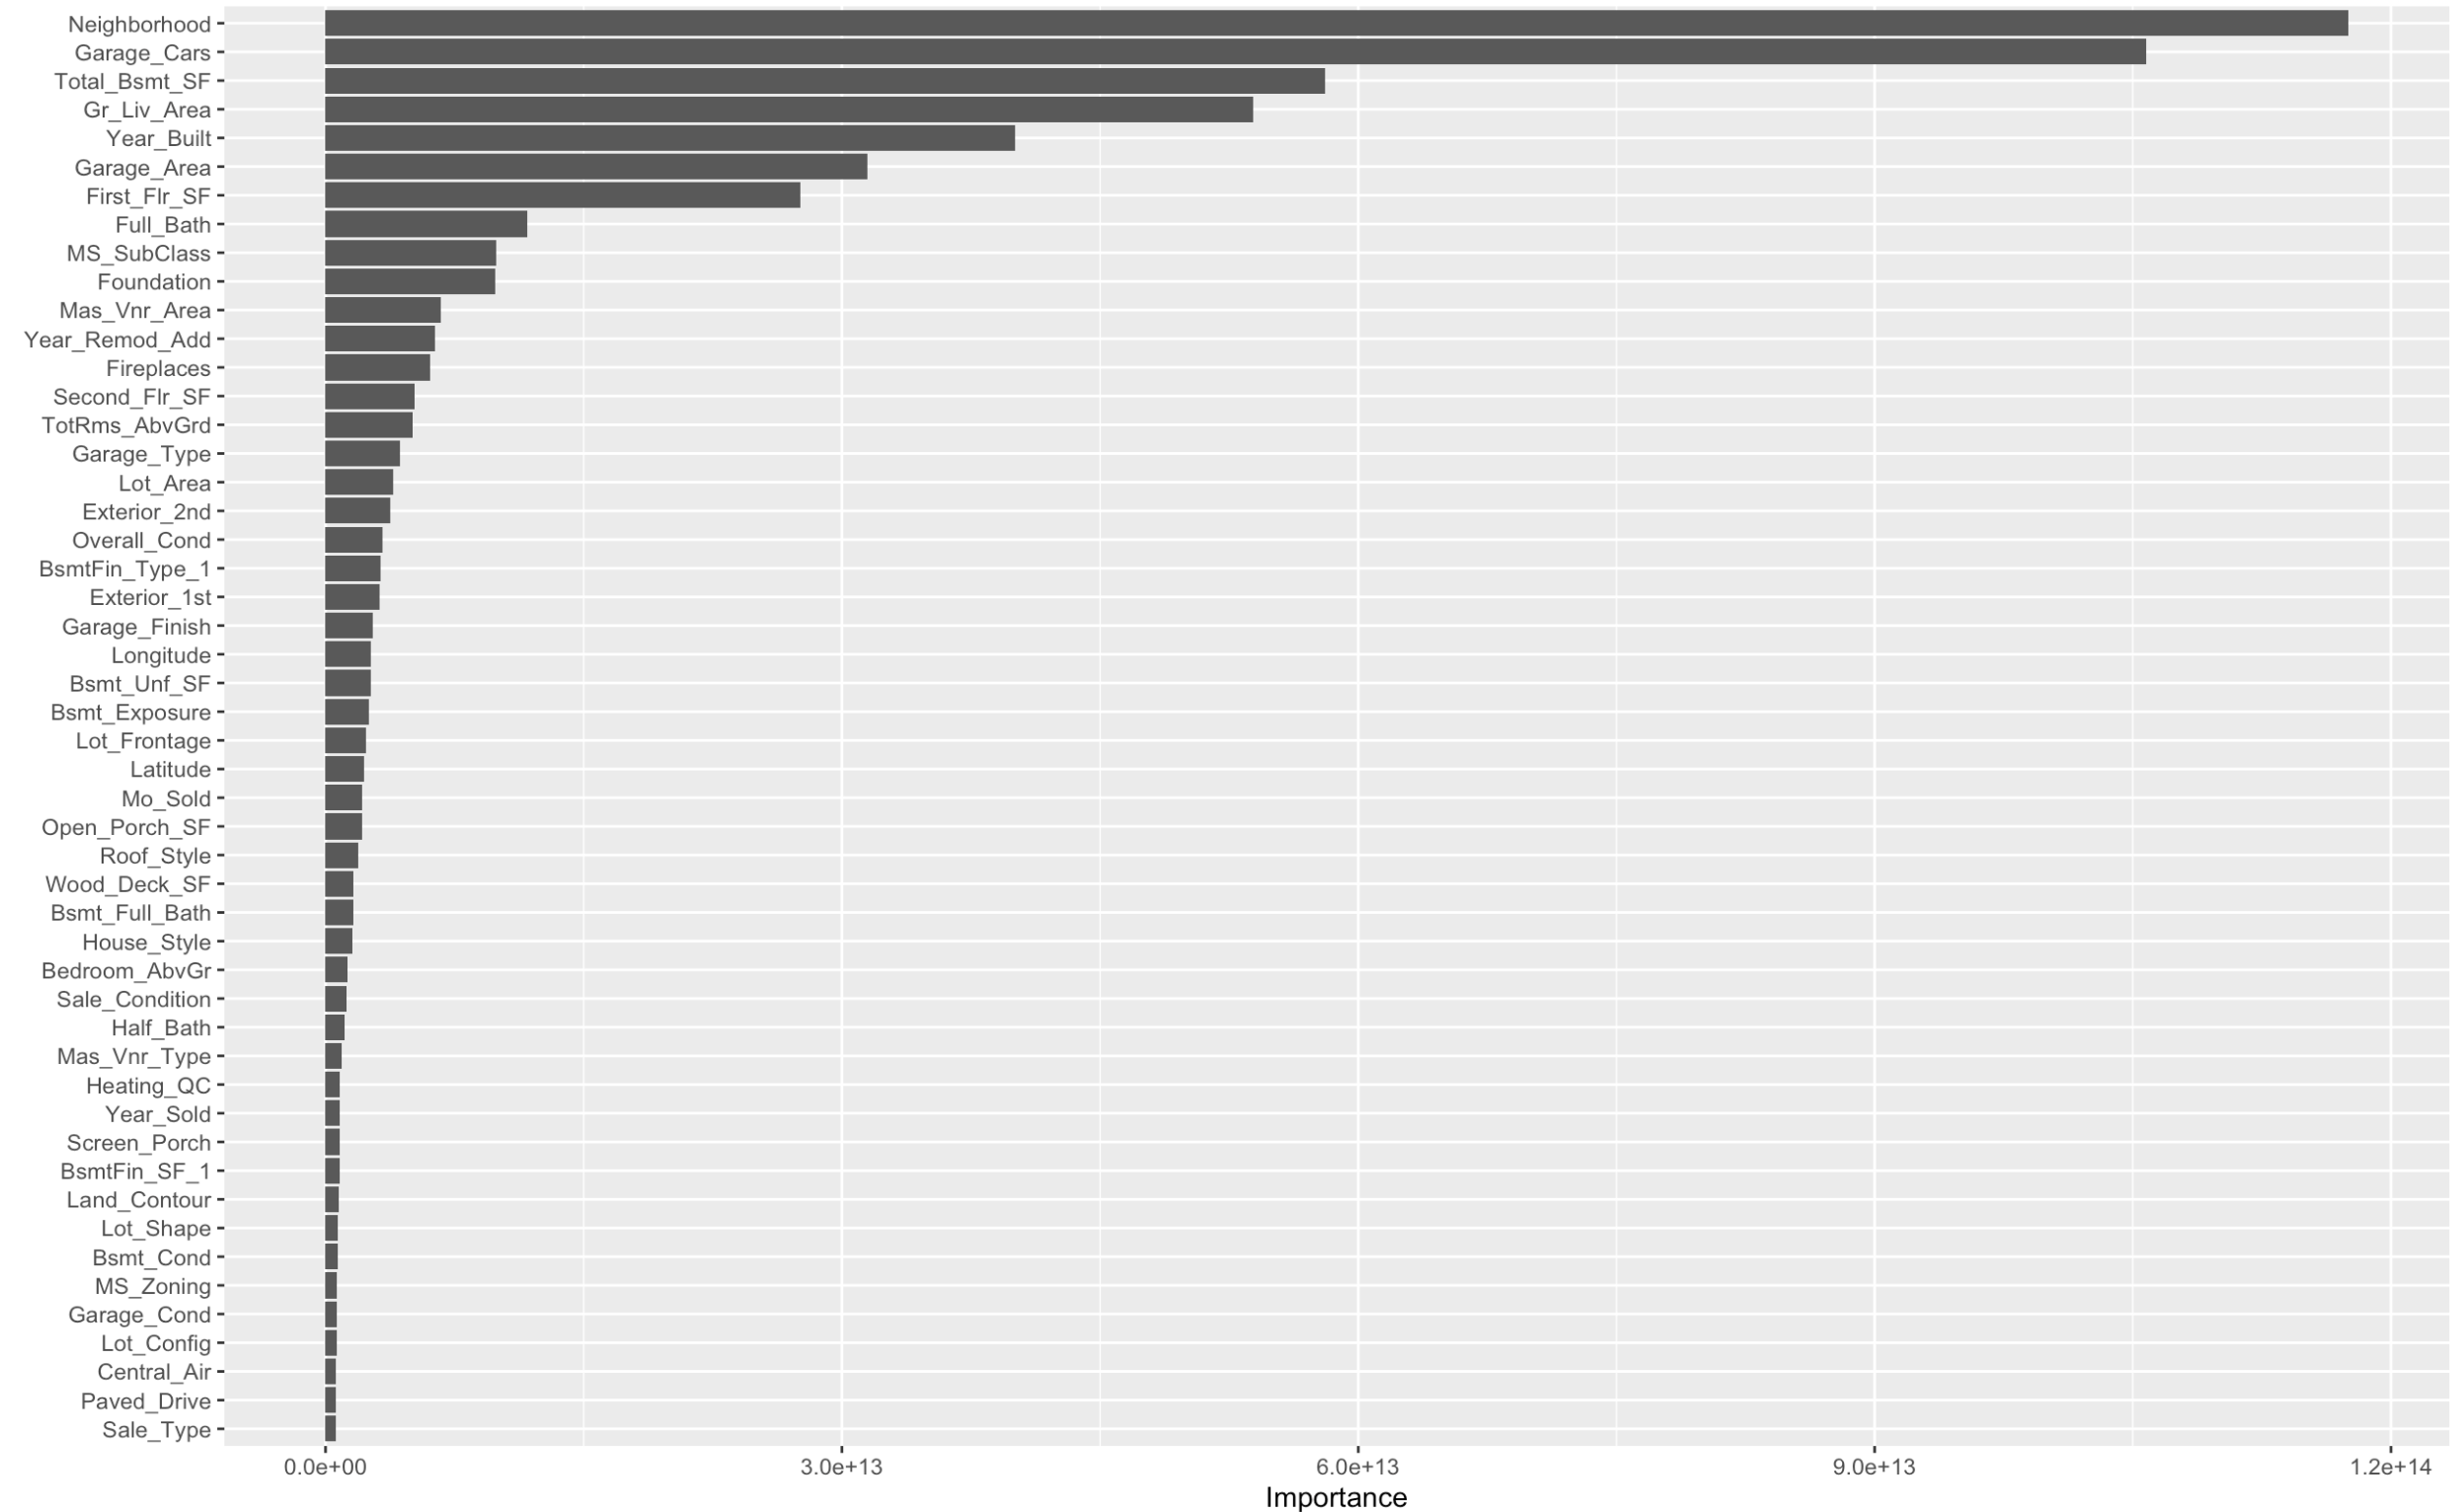 Neighborhood
Garage_Cars
Total_Bsmt_SF
Gr_Liv_Area
Year_Built
Garage_Area
First_Flr_SF
Full_Bath
MS_SubClass
Foundation
Mas_Vnr_Area
Year_Remod_Add
Fireplaces
Second_Flr_SF
TotRms_AbvGrd
Garage_Type
Lot_Area
Exterior_2nd
Overall_Cond
BsmtFin_Type_1
Exterior_1st
Garage_Finish
Longitude
Bsmt_Unf_SF
Bsmt_Exposure
Lot_Frontage
Latitude
Mo_Sold
Open_Porch_SF
Roof_Style
Wood_Deck_SF
Bsmt_Full_Bath
House_Style
Bedroom_AbvGr
Sale_Condition
Half_Bath
Mas_Vnr_Type
Heating_QC
Year_Sold
Screen_Porch
BsmtFin_SF_1
Land_Contour
Lot_Shape
Bsmt_Cond
MS_Zoning
Garage_Cond
Lot_Config
Central_Air
Paved_Drive
Sale_Type
0.0e+00 3.0e+13 6.0e+13 9.0e+13 1.2e+14
Importance